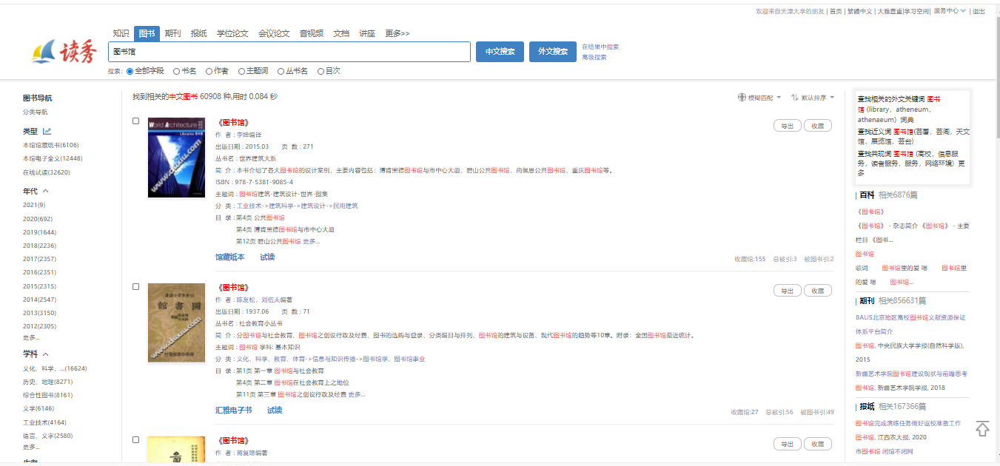 欢迎来自天津大学的朋友 | 首页 | 繁體中文 | 大雅查重|学习空间| 服务中心 | 退出
知识 图书 期刊 报纸 学位论文 会议论文 音视频 文档 讲座 更多>>
读秀
图书馆
中文搜索 外文搜索
在结果中搜索
高级搜索
搜索: 全部字段 书名 作者 主题词 丛书名 目次
图书导航
分类导航
类型
本馆馆藏纸书(6106)
本馆电子全文(12448)
在线试读(32620)
年代
2021(9)
2020(692)
2019(1644)
2018(2236)
2017(2357)
2016(2351)
2015(2315)
2014(2547)
2013(3150)
2012(2305)
更多...
学科
文化、科学、...(16624)
历史、地理(8271)
综合性图书(8161)
文学(6146)
工业技术(4164)
语言、文字(2580)
更多...
作者
找到相关的中文图书 60908 种,用时 0.084 秒
模糊匹配 默认排序
World Architecture
Libraries
www.duxiu.com
《图书馆》
导出 收藏
作 者 : 李婵编译
出版日期 : 2015.03 页 数 : 271
丛书名 : 世界建筑大系
简 介 : 本书介绍了各大图书馆的设计案例，主要内容包括：博肯黑德图书馆与市中心大道、碧山公共图书馆、尚佩恩公共图书馆、重庆图书馆等。
ISBN : 978-7-5381-9085-4
主题词 : 图书馆建筑-建筑设计-世界-图集
分 类 : 工业技术->建筑科学->建筑设计->民用建筑
目 录 : 第4页 公共图书馆
第4页 博肯黑德图书馆与市中心大道
第12页 碧山公共图书馆 更多...
馆藏纸本 试读
收藏馆:155 总被引:3 被图书引:2
館書圖
www.duxiu.com
《图书馆》
导出 收藏
作 者 : 陈友松，刘伍夫编著
出版日期 : 1937.06 页 数 : 71
丛书名 : 社会教育小丛书
简 介 : 分图书馆与社会教育、图书馆之创设行政及经费、图书的选购与登录、分类编目与排列、图书馆的建筑与设备、现代图书馆的趋势等10章。附录：全国图书馆最近统计。
主题词 : 图书馆 学科: 基本知识
分 类 : 文化、科学、教育、体育->信息与知识传播->图书馆学、图书馆事业
目 录 : 第1页 第一章 图书馆与社会教育
第4页 第二章 图书馆在社会教育上之地位
第11页 第三章 图书馆之创设行政及经费 更多...
汇雅电子书 试读
收藏馆:27 总被引:56 被图书引:49
《图书馆》
导出 收藏
作 者 : 蒋复璁编著
查找相关的外文关键词 图书
馆 (library，atheneum，
athenaeum）词典
查找近义词 图书馆(芸署，芸阁，天文
馆，展览馆，芸台)
查找共现词 图书馆 (高校，信息服
务，读者服务，服务，网络环境）更
多
百科 相关6876篇
《图书馆》
《图书馆》 - 杂志简介 《图书馆》 - 主要
栏目 《图书...
图书馆
歌词 图书馆里的爱 嗯 图书馆里
的爱 嗯 图书馆...
期刊 相关856631篇
BALIS北京地区高校图书馆文献资源保证
体系平台简介
图书馆, 中央民族大学学报(自然科学版),
2015
新疆艺术学院图书馆建设现状与前瞻思考
图书馆, 新疆艺术学院学报, 2018
报纸 相关167366篇
图书馆完成演练任务做好返校准备工作
图书馆, 江西农大报, 2020
市图书馆 闭馆不闭网